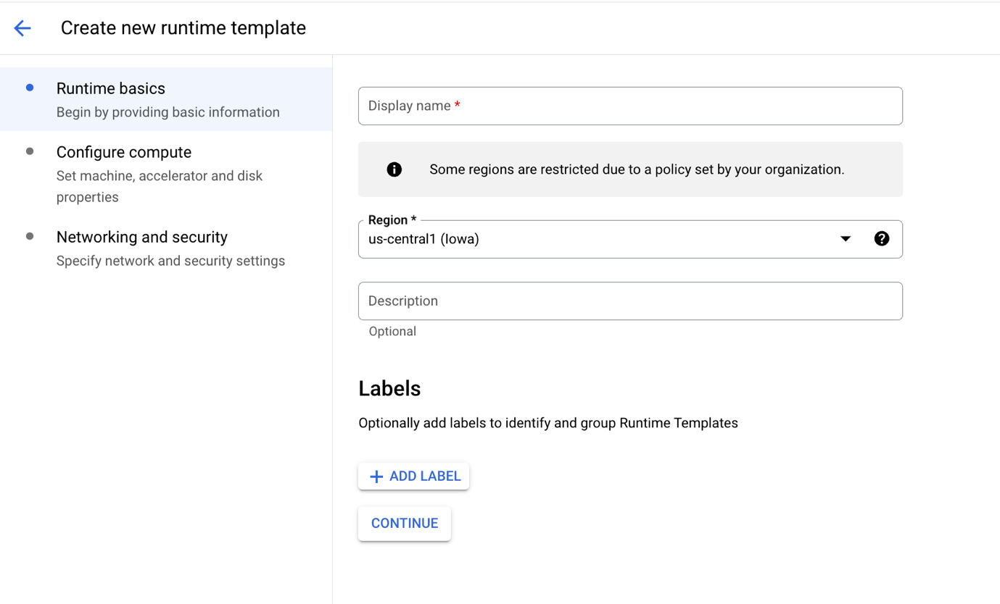 Create new runtime template
Runtime basics
Begin by providing basic information
Configure compute
Set machine, accelerator and disk
properties
Networking and security
Specify network and security settings
Display name *
Some regions are restricted due to a policy set by your organization.
Region *
us-central1 (Iowa)
Description
Optional
Labels
Optionally add labels to identify and group Runtime Templates
ADD LABEL
CONTINUE